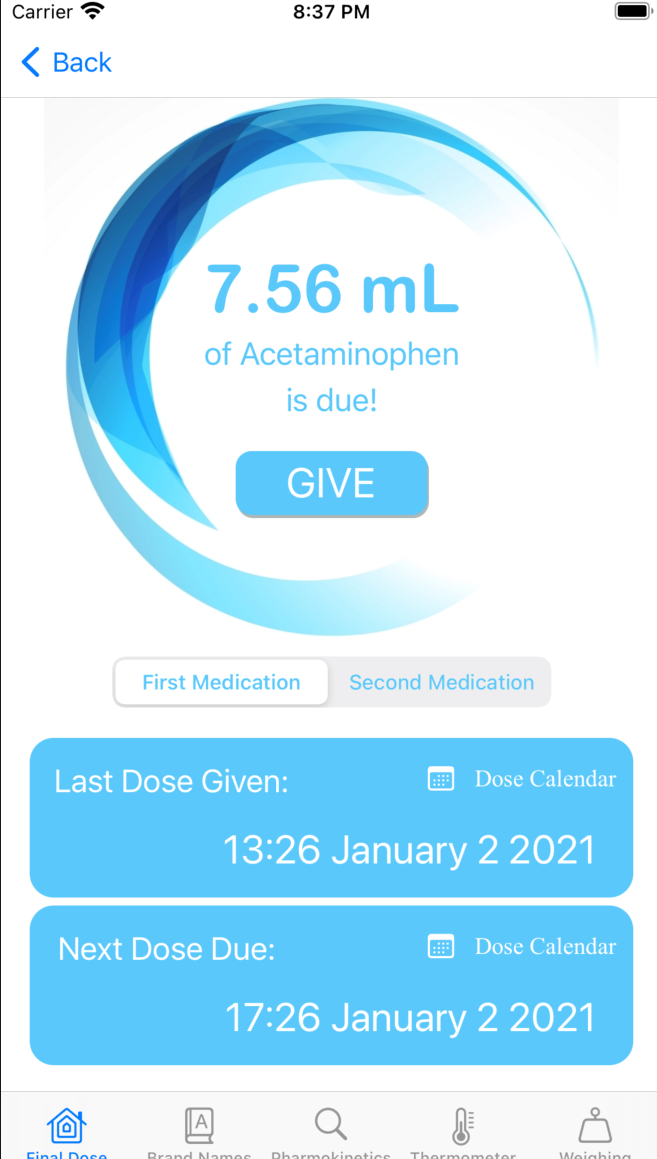 Carrier 8:37 PM
Back
7.56 mL
of Acetaminophen
is due!
GIVE
First Medication Second Medication
Last Dose Given: Dose Calendar
13:26 January 2 2021
Next Dose Due: Dose Calendar
17:26 January 2 2021
A
Final Dose Brand Names Pharmokinetics Thermometer Weighing